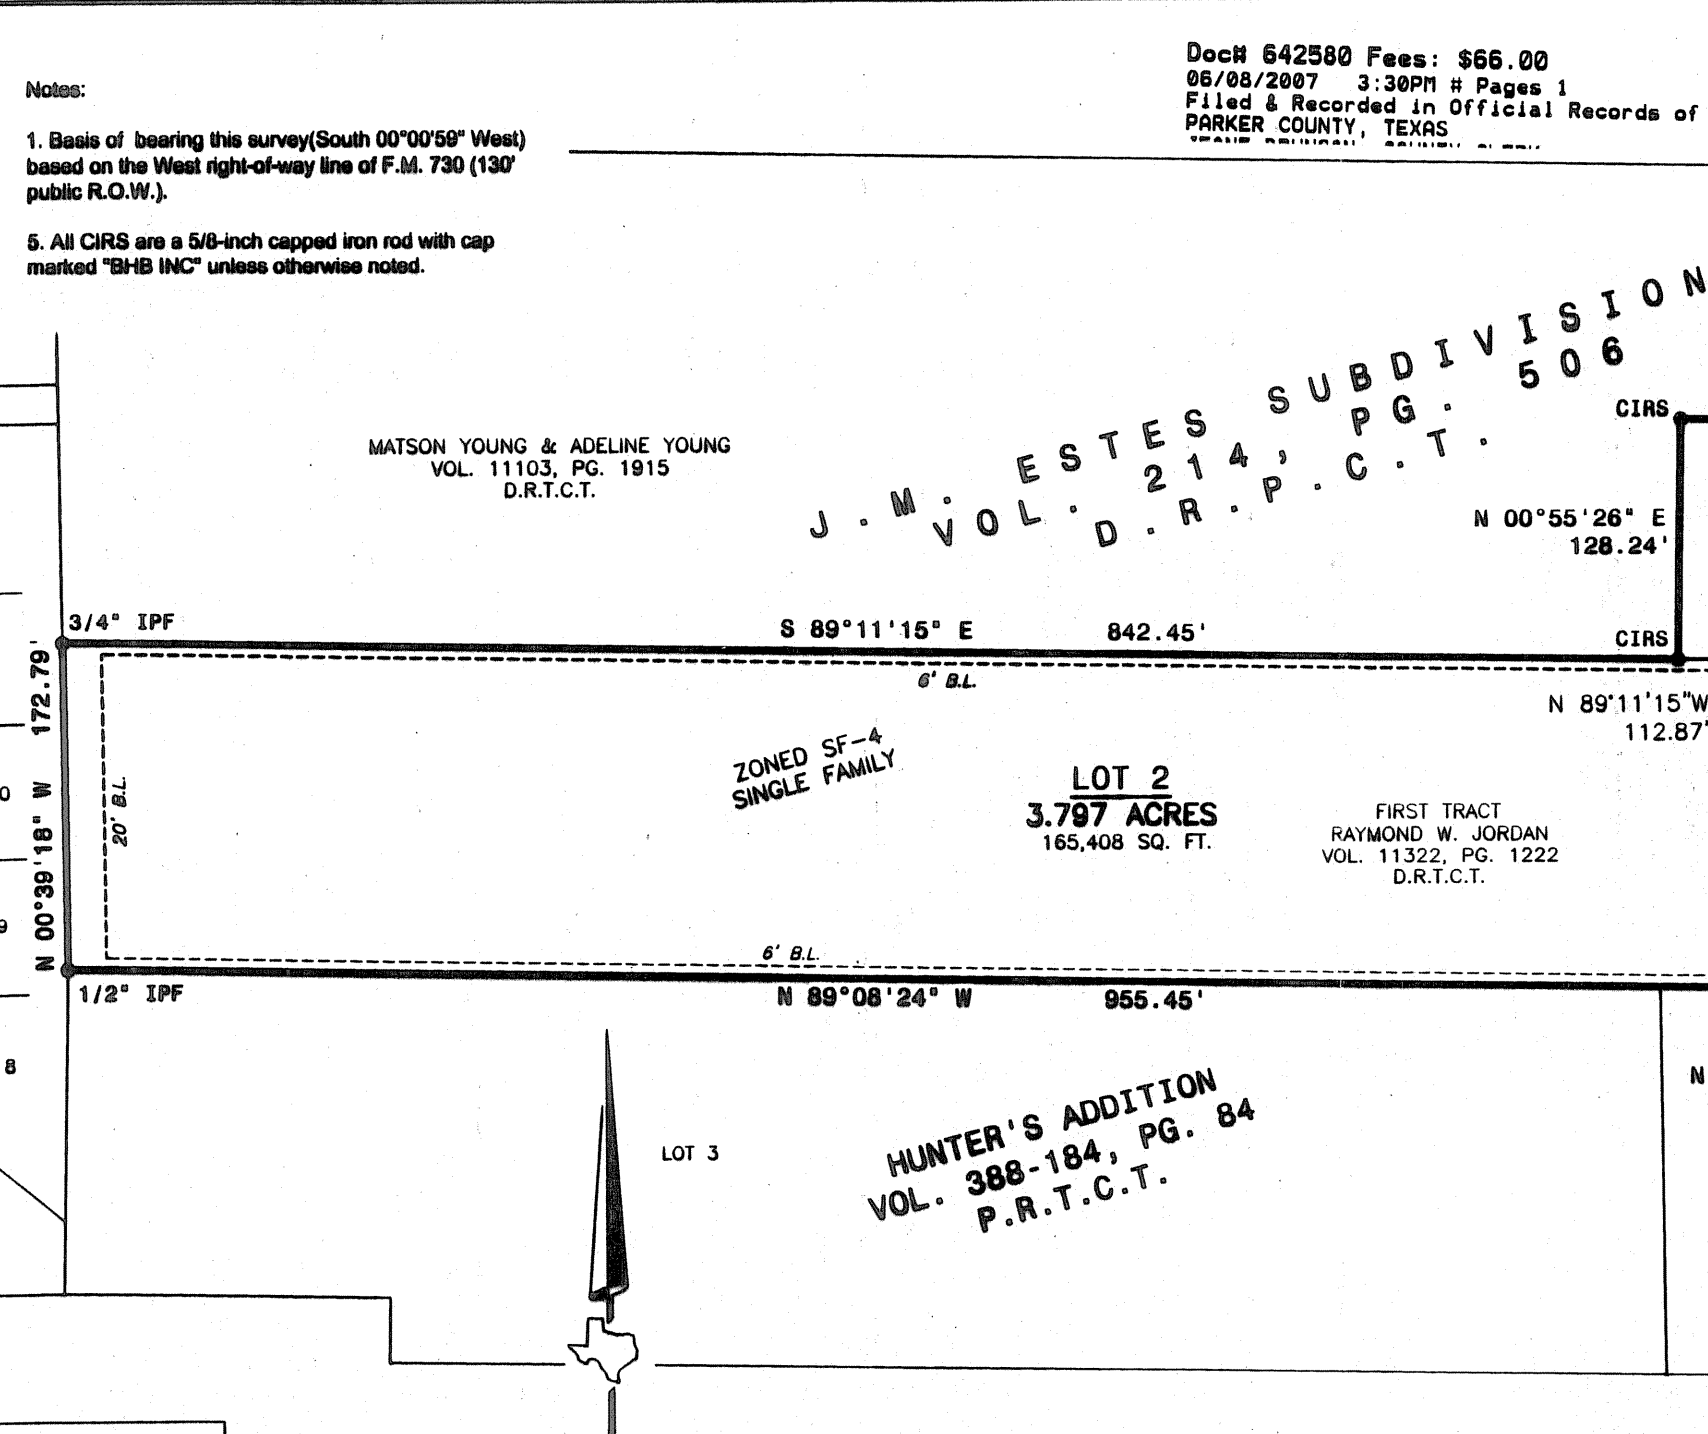 Doc# 642580 Fees: $66.00
06/08/2007 3:30PM # Pages 1
Filed & Recorded in Official Records of
PARKER COUNTY, TEXAS
Notes:
1. Basis of bearing this survey(South 00°00'59" West)
based on the West right-of-way line of F.M. 730 (130'
public R.O.W.).
5. All CIRS are a 5/8-inch capped iron rod with cap
marked "BHB INC" unless otherwise noted.
J.M. ESTES SUBDIVISION
VOL. 214, PG. 506
D.R.P.C.T.
CIRS
MATSON YOUNG & ADELINE YOUNG
VOL. 11103, PG. 1915
D.R.T.C.T.
N 00°55'26" E
128.24'
3/4" IPF
S 89°11'15" E 842.45'
CIRS
6' B.L.
N 89°11'15"W
112.87'
N 00°39'18" W 172.79'
20' B.L.
ZONED SF-4
SINGLE FAMILY
LOT 2
3.797 ACRES
165,408 SQ. FT.
FIRST TRACT
RAYMOND W. JORDAN
VOL. 11322, PG. 1222
D.R.T.C.T.
0
9
6' B.L.
1/2" IPF
N 89°08'24" W 955.45'
8
N
LOT 3
HUNTER'S ADDITION
VOL. 388-184, PG. 84
P.R.T.C.T.